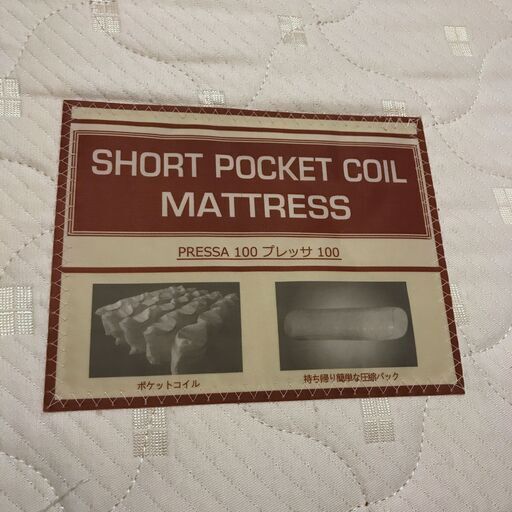 SHORT POCKET COIL
MATTRESS
PRESSA 100 プレッサ 100
ポケットコイル
持ち帰り簡単な圧縮パック